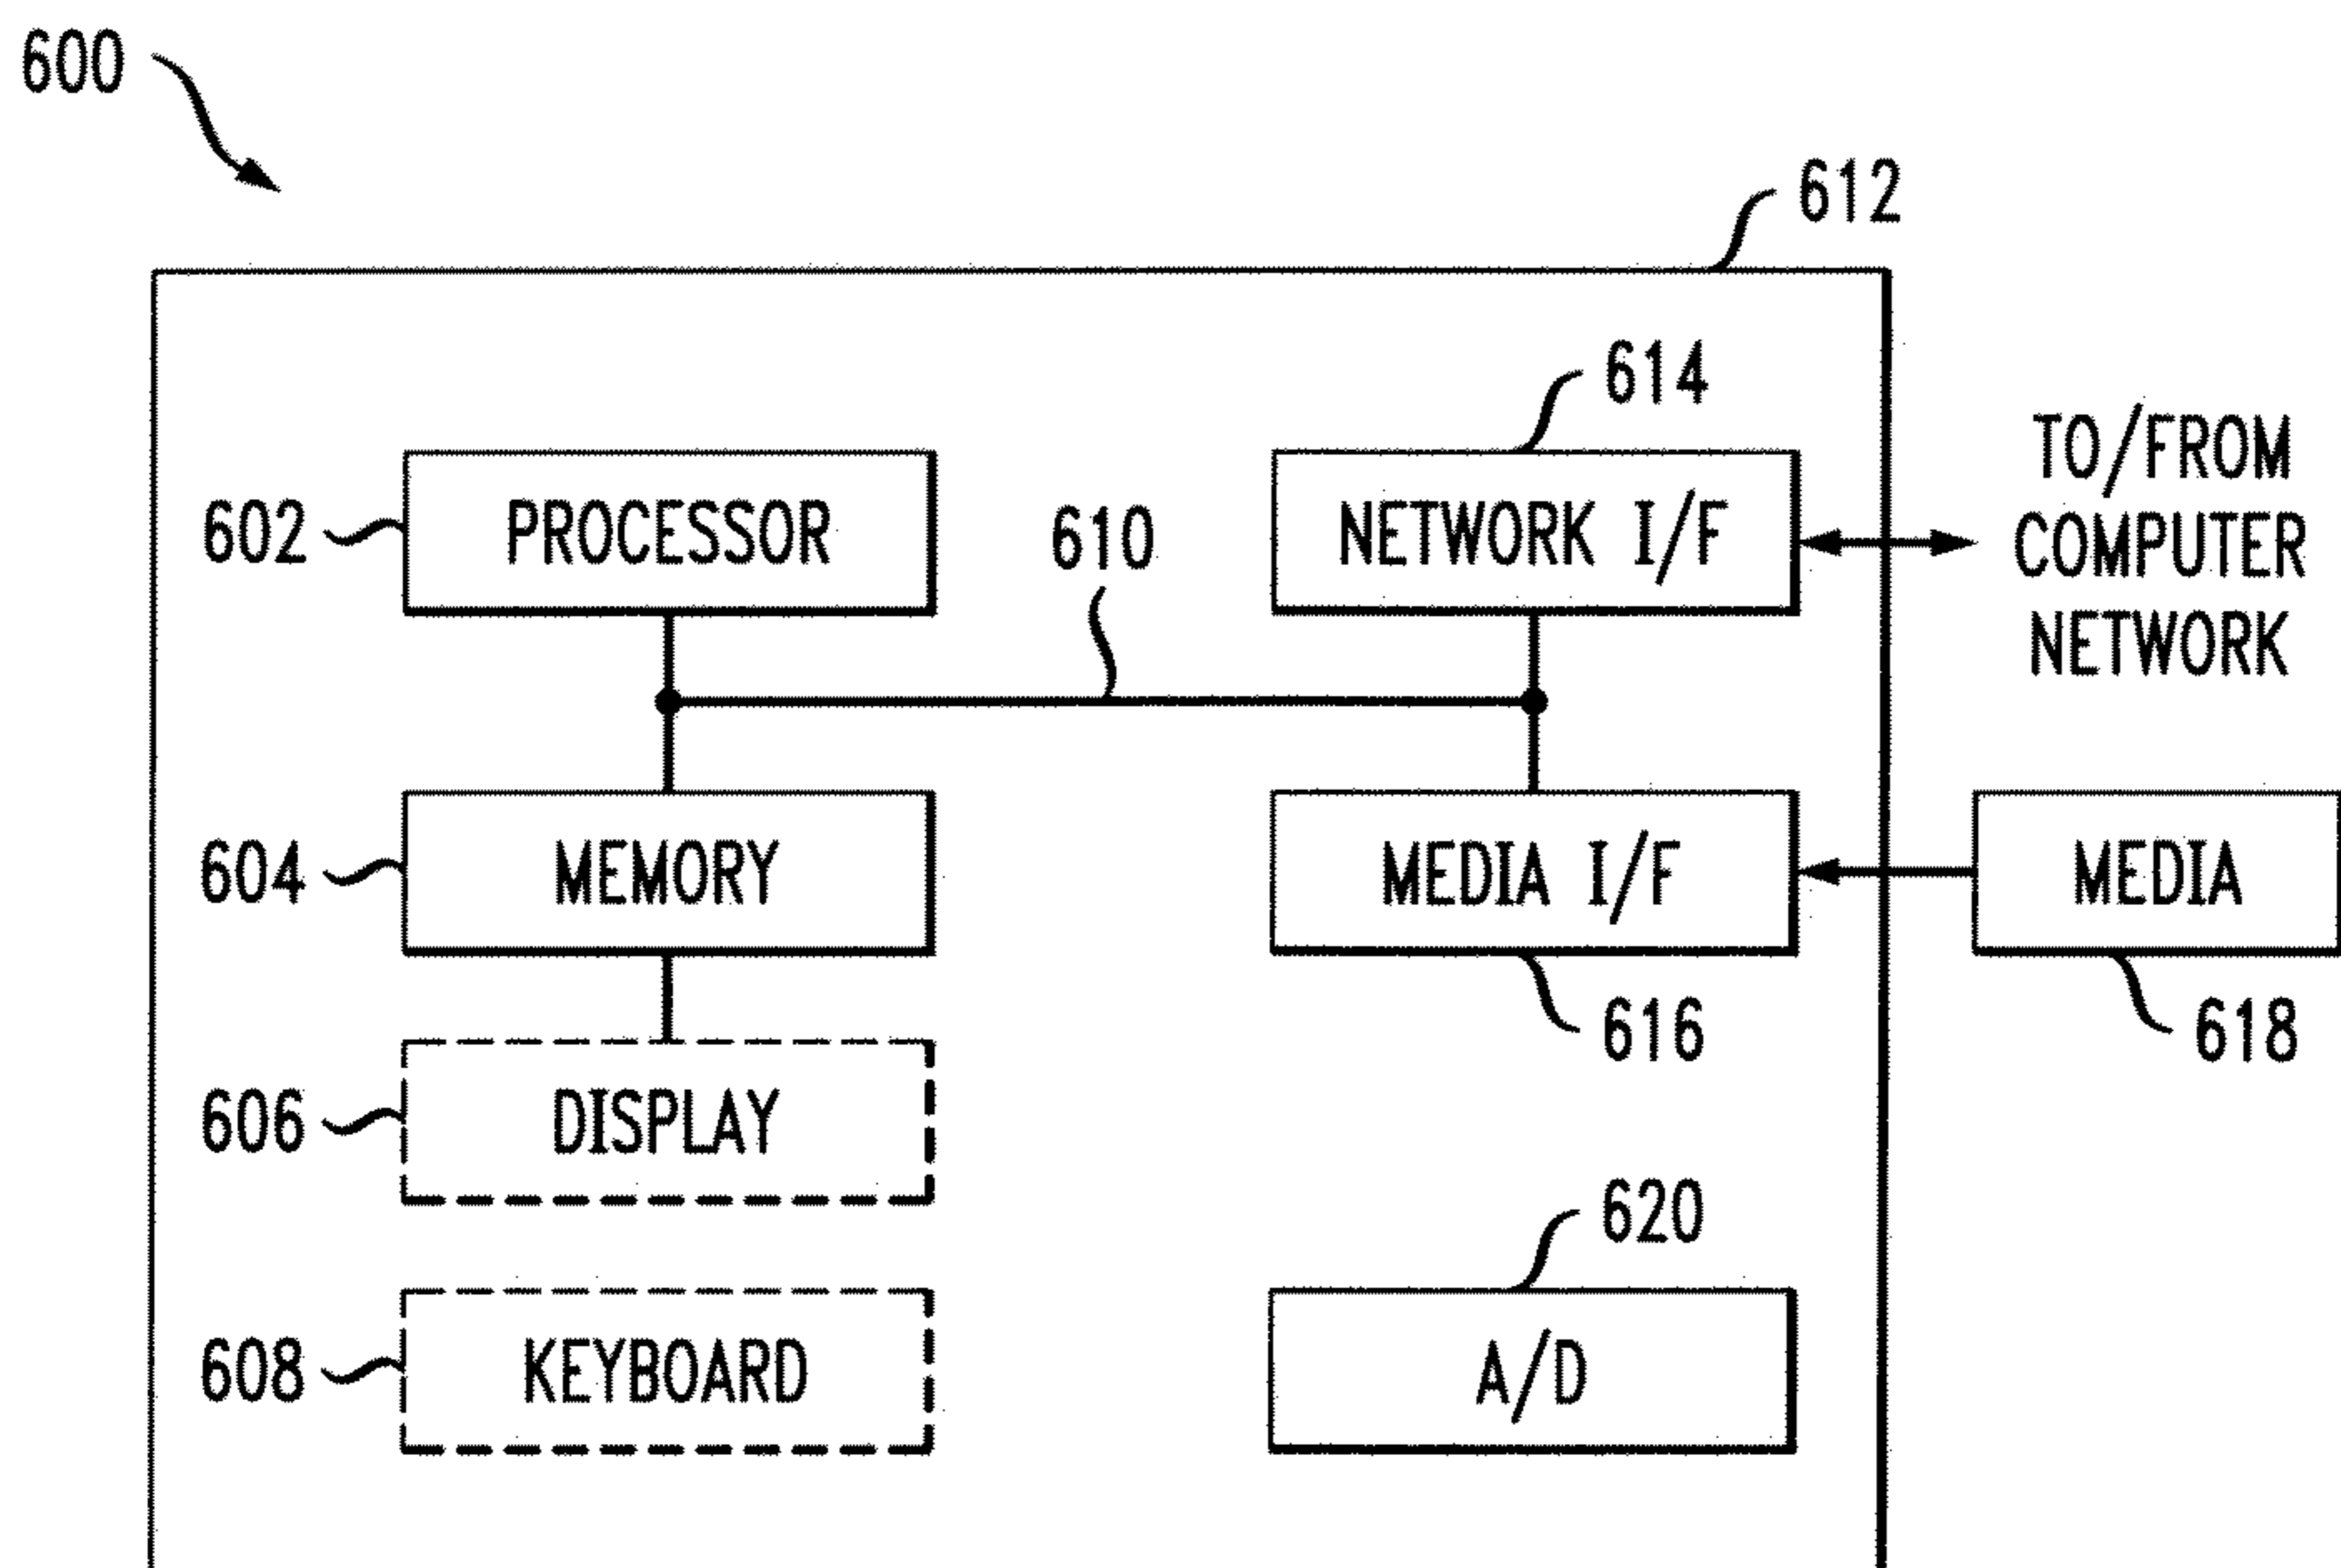 600
612
614
602
PROCESSOR
610
NETWORK I/F
TO/FROM
COMPUTER
NETWORK
604
MEMORY
MEDIA I/F
MEDIA
616
618
606
DISPLAY
620
608
KEYBOARD
A/D